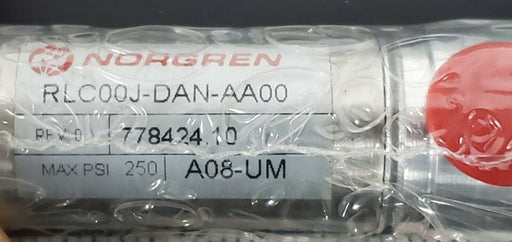 NORGREN
RLC00J-DAN-AA00
REV 0 778424.10
MAX PSI 250 A08-UM